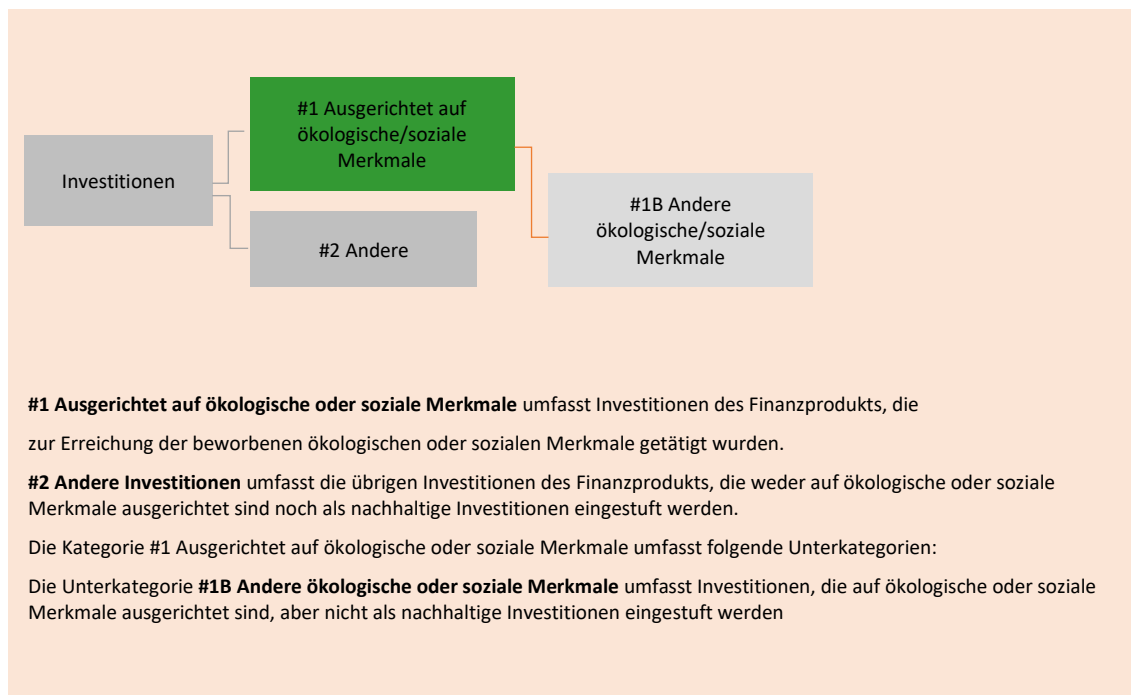 #1 Ausgerichtet auf
ökologische/soziale
Merkmale
Investitionen
#2 Andere
#1B Andere
ökologische/soziale
Merkmale
#1 Ausgerichtet auf ökologische oder soziale Merkmale umfasst Investitionen des Finanzprodukts, die
zur Erreichung der beworbenen ökologischen oder sozialen Merkmale getätigt wurden.
#2 Andere Investitionen umfasst die übrigen Investitionen des Finanzprodukts, die weder auf ökologische oder soziale
Merkmale ausgerichtet sind noch als nachhaltige Investitionen eingestuft werden.
Die Kategorie #1 Ausgerichtet auf ökologische oder soziale Merkmale umfasst folgende Unterkategorien:
Die Unterkategorie #1B Andere ökologische oder soziale Merkmale umfasst Investitionen, die auf ökologische oder soziale
Merkmale ausgerichtet sind, aber nicht als nachhaltige Investitionen eingestuft werden